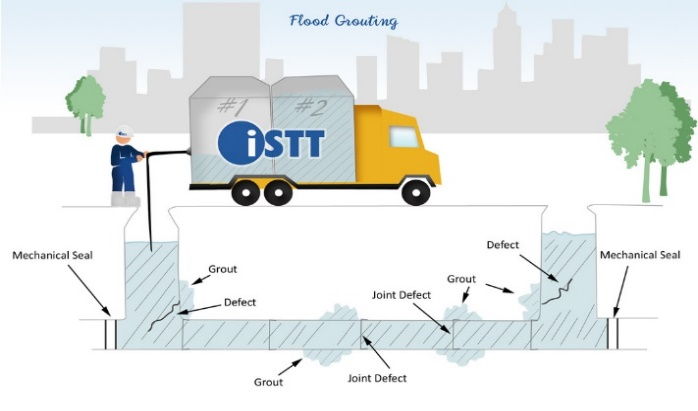 Flood Grouting
#1
#2
iSTT
Mechanical Seal
Grout
Defect
Grout
Joint Defect
Joint Defect
Grout
Defect
Mechanical Seal